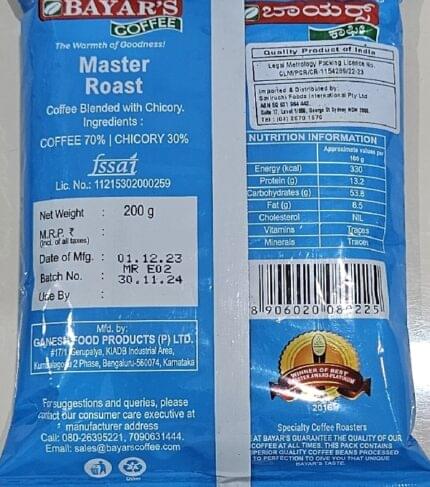 BAYAR'S
COFFEE
The Warmth of Goodness!
Master
Roast
Coffee Blended with Chicory.
Ingredients :
COFFEE 70% | CHICORY 30%
fssai
Lic. No.: 11215302000259
Net Weight : 200 g
M.R.P. ₹ :
(Incl. of all taxes)
Date of Mfg. : 01.12.23
MR E02
Batch No. : 30.11.24
Use By :
Mfd. by:
GANESH FOOD PRODUCTS (P) LTD.
#17/1, Gerupalya, KIADB Industrial Area,
Kumbalagodu 2 Phase, Bengaluru-560074, Karnataka
For suggestions and queries, please
contact our consumer care executive at
manufacturer address
Call: 080-26395221, 7090631444.
Email: sales@bayarscoffee.com
ಬಾಯರ್ಸ್
ಕಾಫಿ
Quality Product of India
Legal Metrology Packing Licence No.
Imported & Distributed by
Sairuchi Foods International Pty Ltd
NUTRITION INFORMATION
Approximate values per
100 g
Energy (kcal) 330
Protein (g) 13.2
Carbohydrates (g) 53.8
Fat (g) 6.5
Cholesterol NIL
Vitamins Traces
Minerals Traces
8 906020 080225
WINNER OF BEST
2016
Specialty Coffee Roasters
AT BAYAR'S GUARANTEE THE QUALITY OF OUR
COFFEE AT ALL TIMES. THIS PACK CONTAINS
SUPERIOR QUALITY COFFEE BEANS PROCESSED
TO PERFECTION TO GIVE YOU THAT UNIQUE
BAYAR'S TASTE.